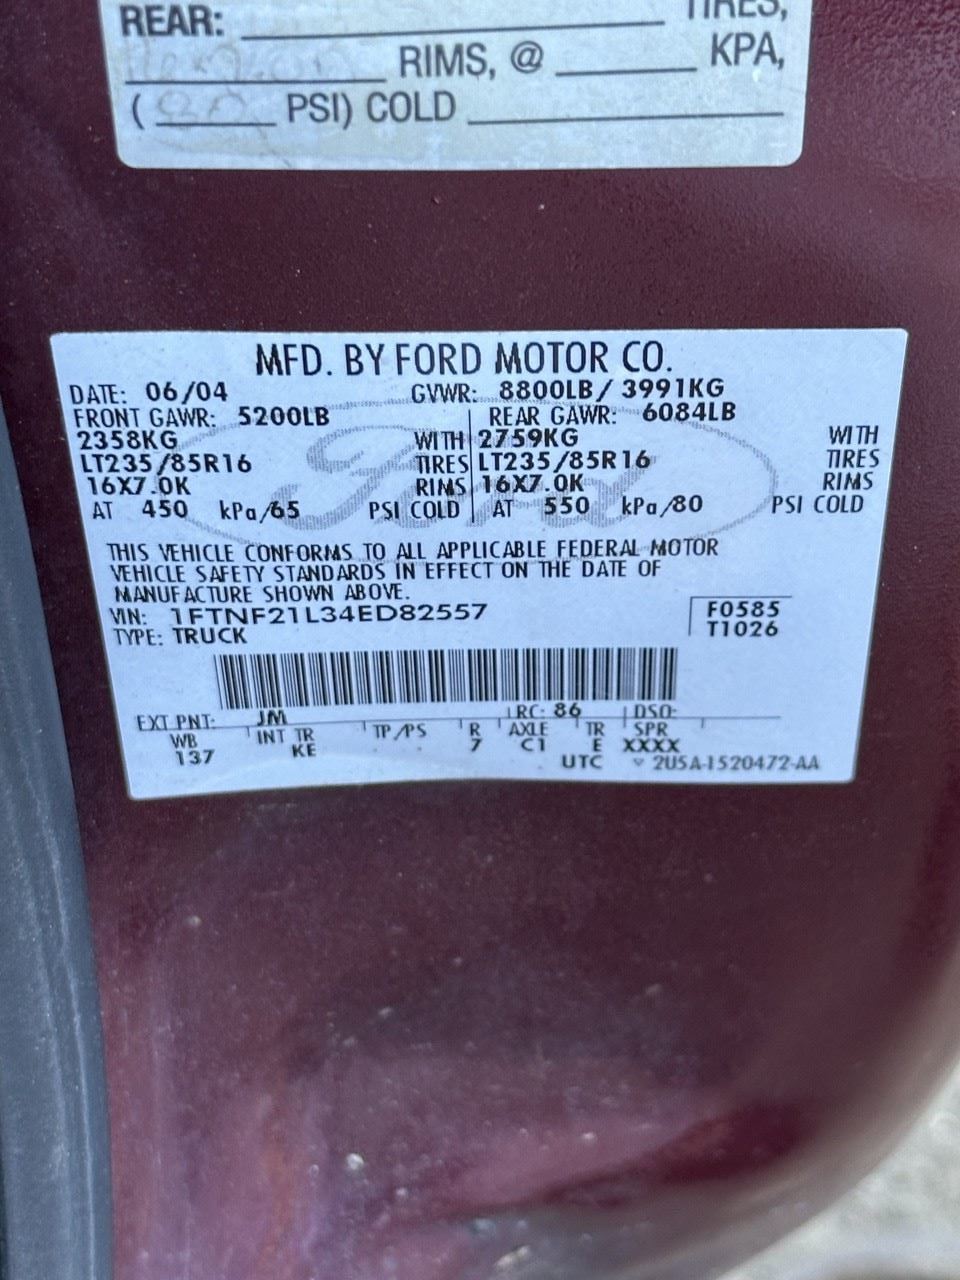 REAR: TIRES,
RIMS, @ KPA,
( 80 PSI) COLD
MFD. BY FORD MOTOR CO.
DATE: 06/04 GVWR: 8800LB/ 3991KG
FRONT GAWR: 5200LB REAR GAWR: 6084LB
2358KG WITH 2759KG WITH
LT235/85R16 TIRES LT235/85R16 TIRES
16X7.0K RIMS 16X7.0K RIMS
AT 450 kPa/65 PSI COLD AT 550 kPa/80 PSI COLD
Ford
THIS VEHICLE CONFORMS TO ALL APPLICABLE FEDERAL MOTOR
VEHICLE SAFETY STANDARDS IN EFFECT ON THE DATE OF
MANUFACTURE SHOWN ABOVE.
VIN: 1FTNF21L34ED82557 F0585
TYPE: TRUCK T1026
EXT PNT: JM RC: 86 DSO:
WB INT TR TP/PS R AXLE TR SPR
137 KE 7 C1 E XXXX
UTC 2U5A-1520472-AA